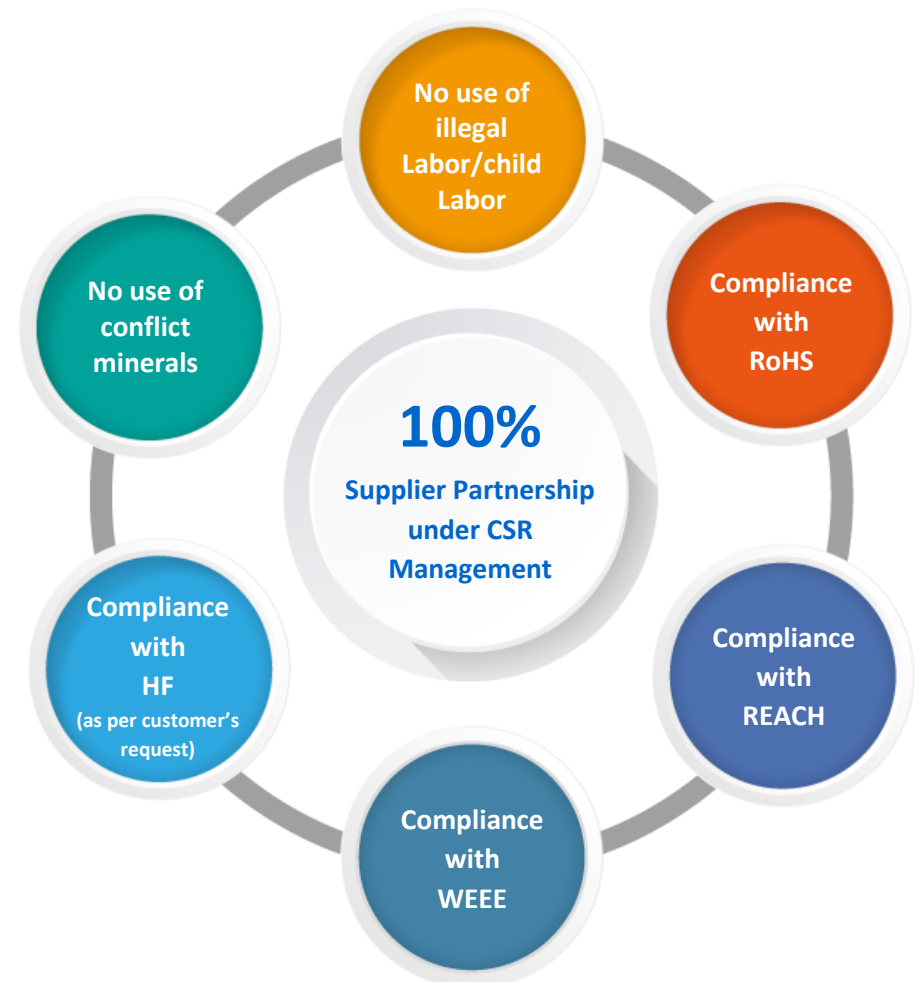 No use of
illegal
Labor/child
Labor
Compliance
with
RoHS
Compliance
with
REACH
Compliance
with
WEEE
Compliance
with
HF
(as per customer’s
request)
No use of
conflict
minerals
100%
Supplier Partnership
under CSR
Management